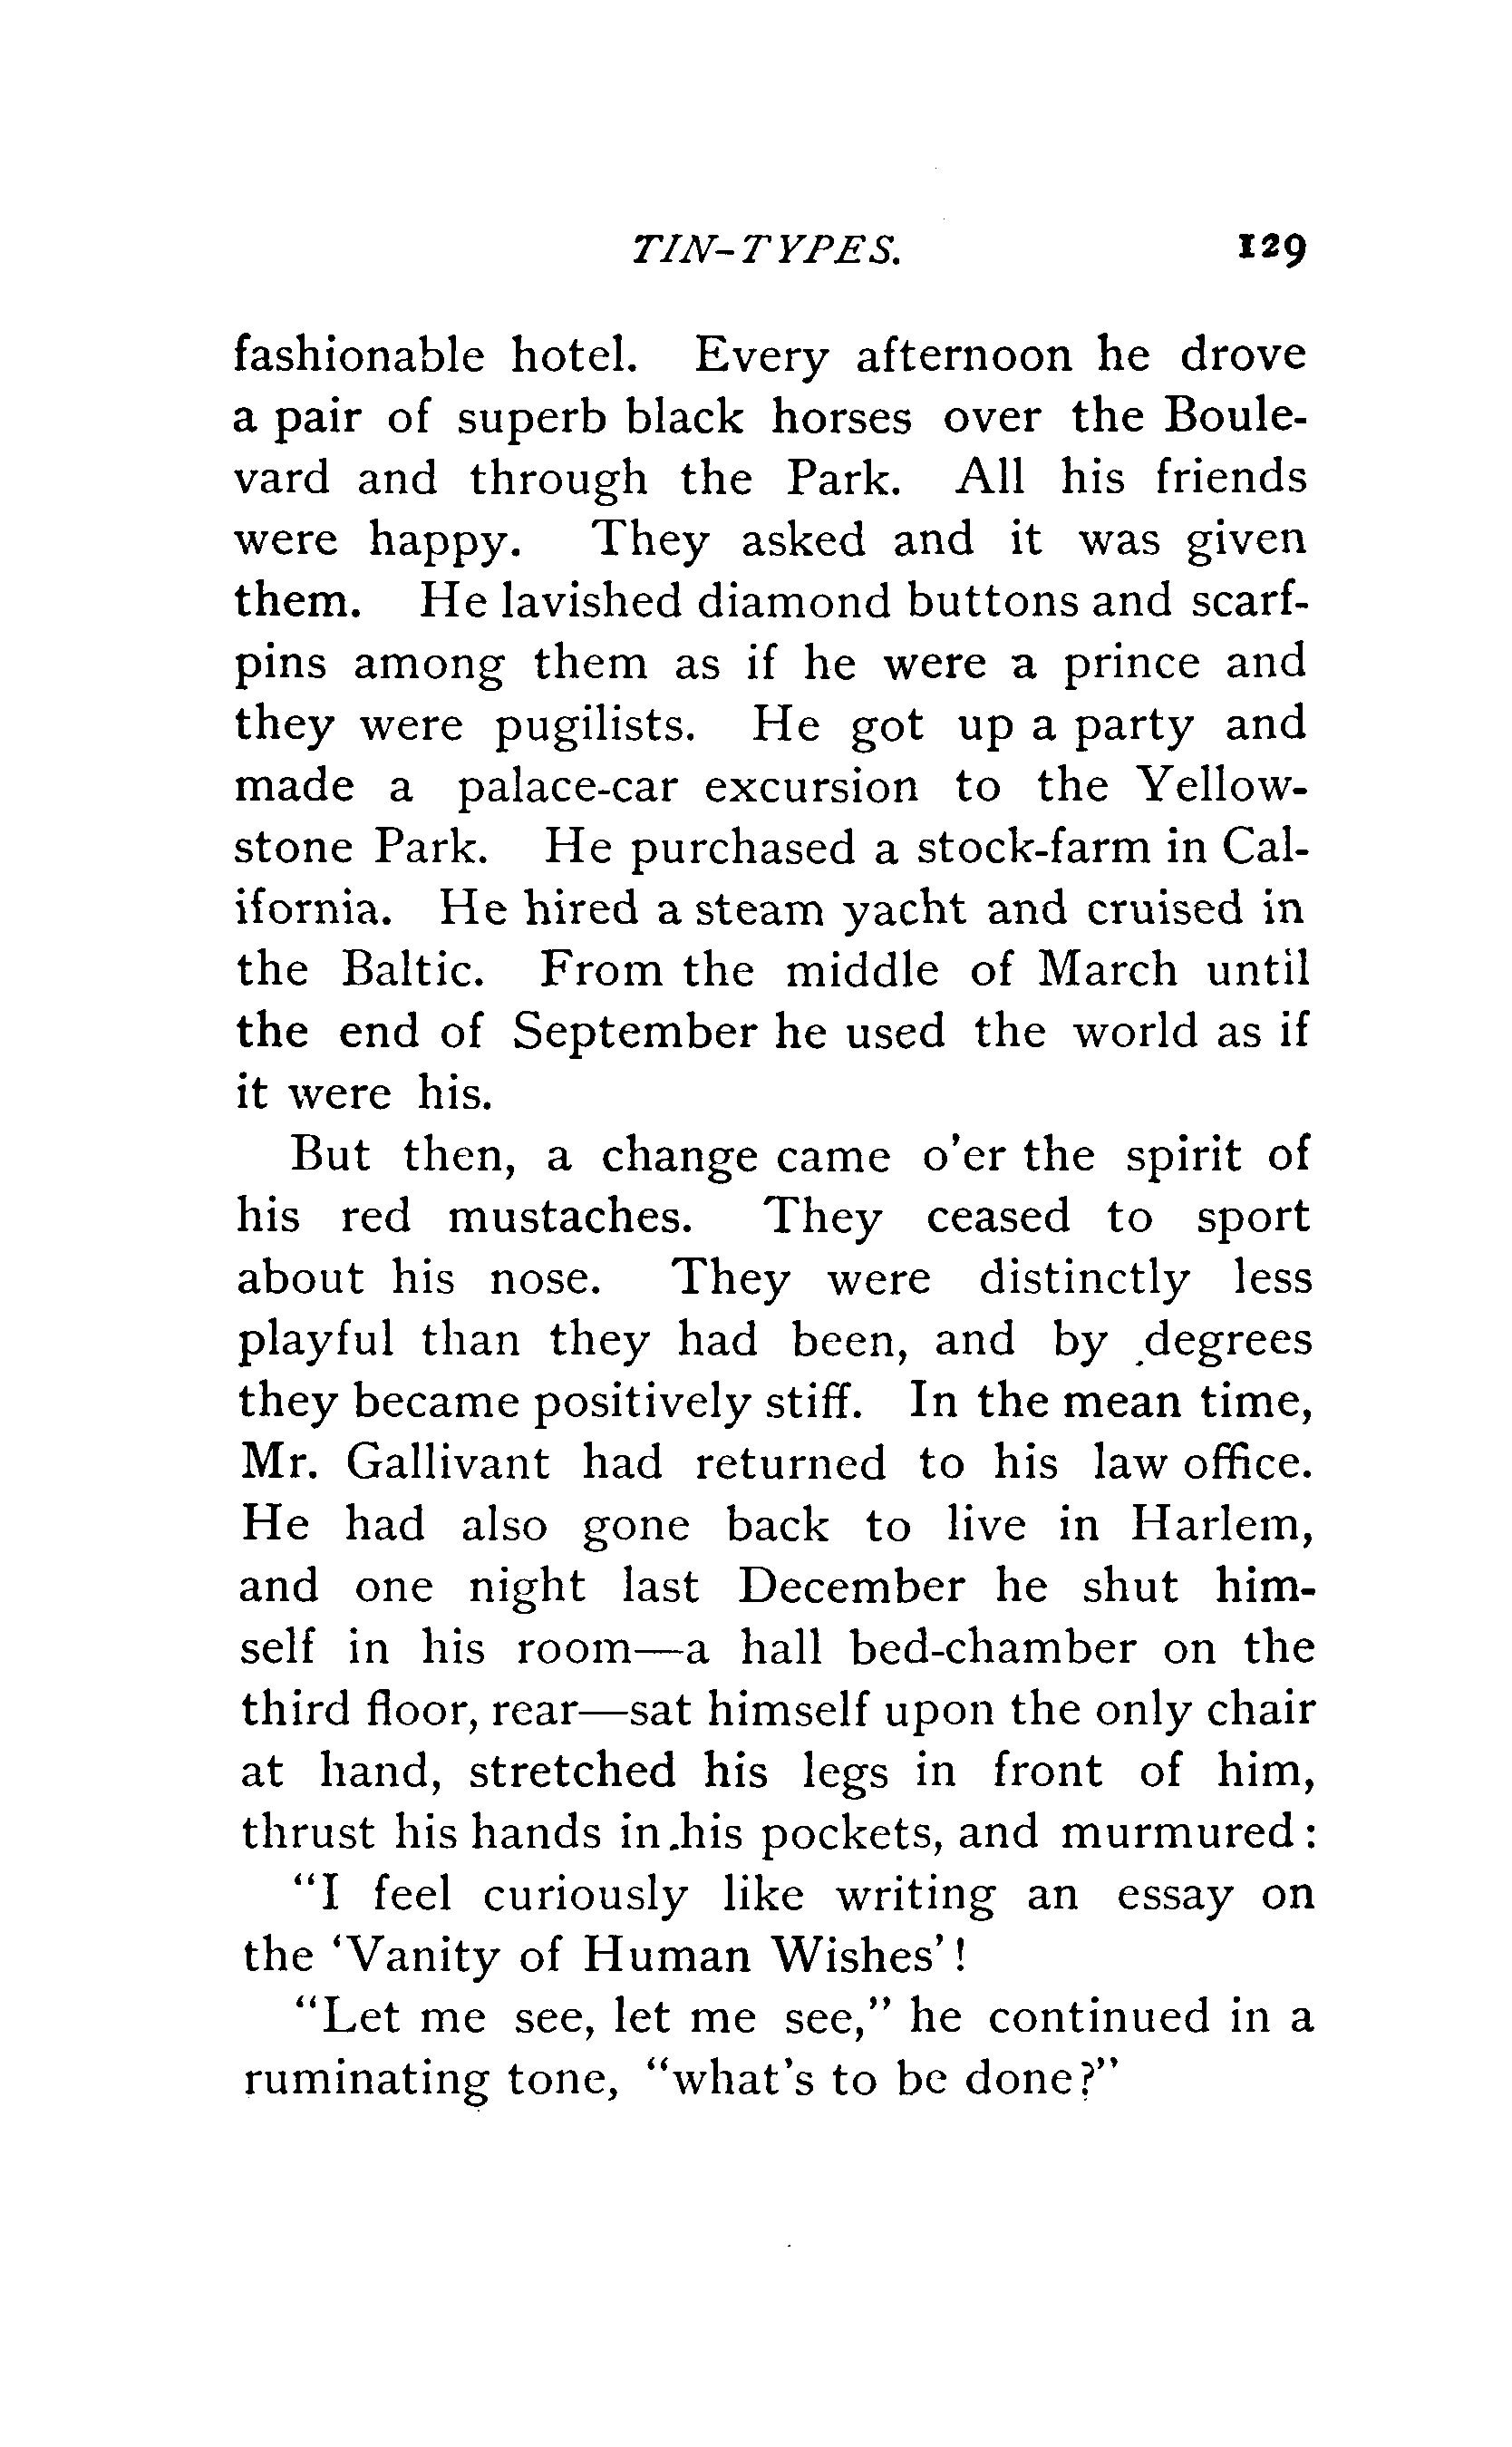 TIN-TYPES. 129
fashionable hotel. Every afternoon he drove
a pair of superb black horses over the Boule-
vard and through the Park. All his friends
were happy. They asked and it was given
them. He lavished diamond buttons and scarf-
pins among them as if he were a prince and
they were pugilists. He got up a party and
made a palace-car excursion to the Yellow-
stone Park. He purchased a stock-farm in Cal-
ifornia. He hired a steam yacht and cruised in
the Baltic. From the middle of March until
the end of September he used the world as if
it were his.
But then, a change came o'er the spirit of
his red mustaches. They ceased to sport
about his nose. They were distinctly less
playful than they had been, and by degrees
they became positively stiff. In the mean time,
Mr. Gallivant had returned to his law office.
He had also gone back to live in Harlem,
and one night last December he shut him-
self in his room—a hall bed-chamber on the
third floor, rear—sat himself upon the only chair
at hand, stretched his legs in front of him,
thrust his hands in his pockets, and murmured:
"I feel curiously like writing an essay on
the 'Vanity of Human Wishes'!
"Let me see, let me see," he continued in a
ruminating tone, "what's to be done?"